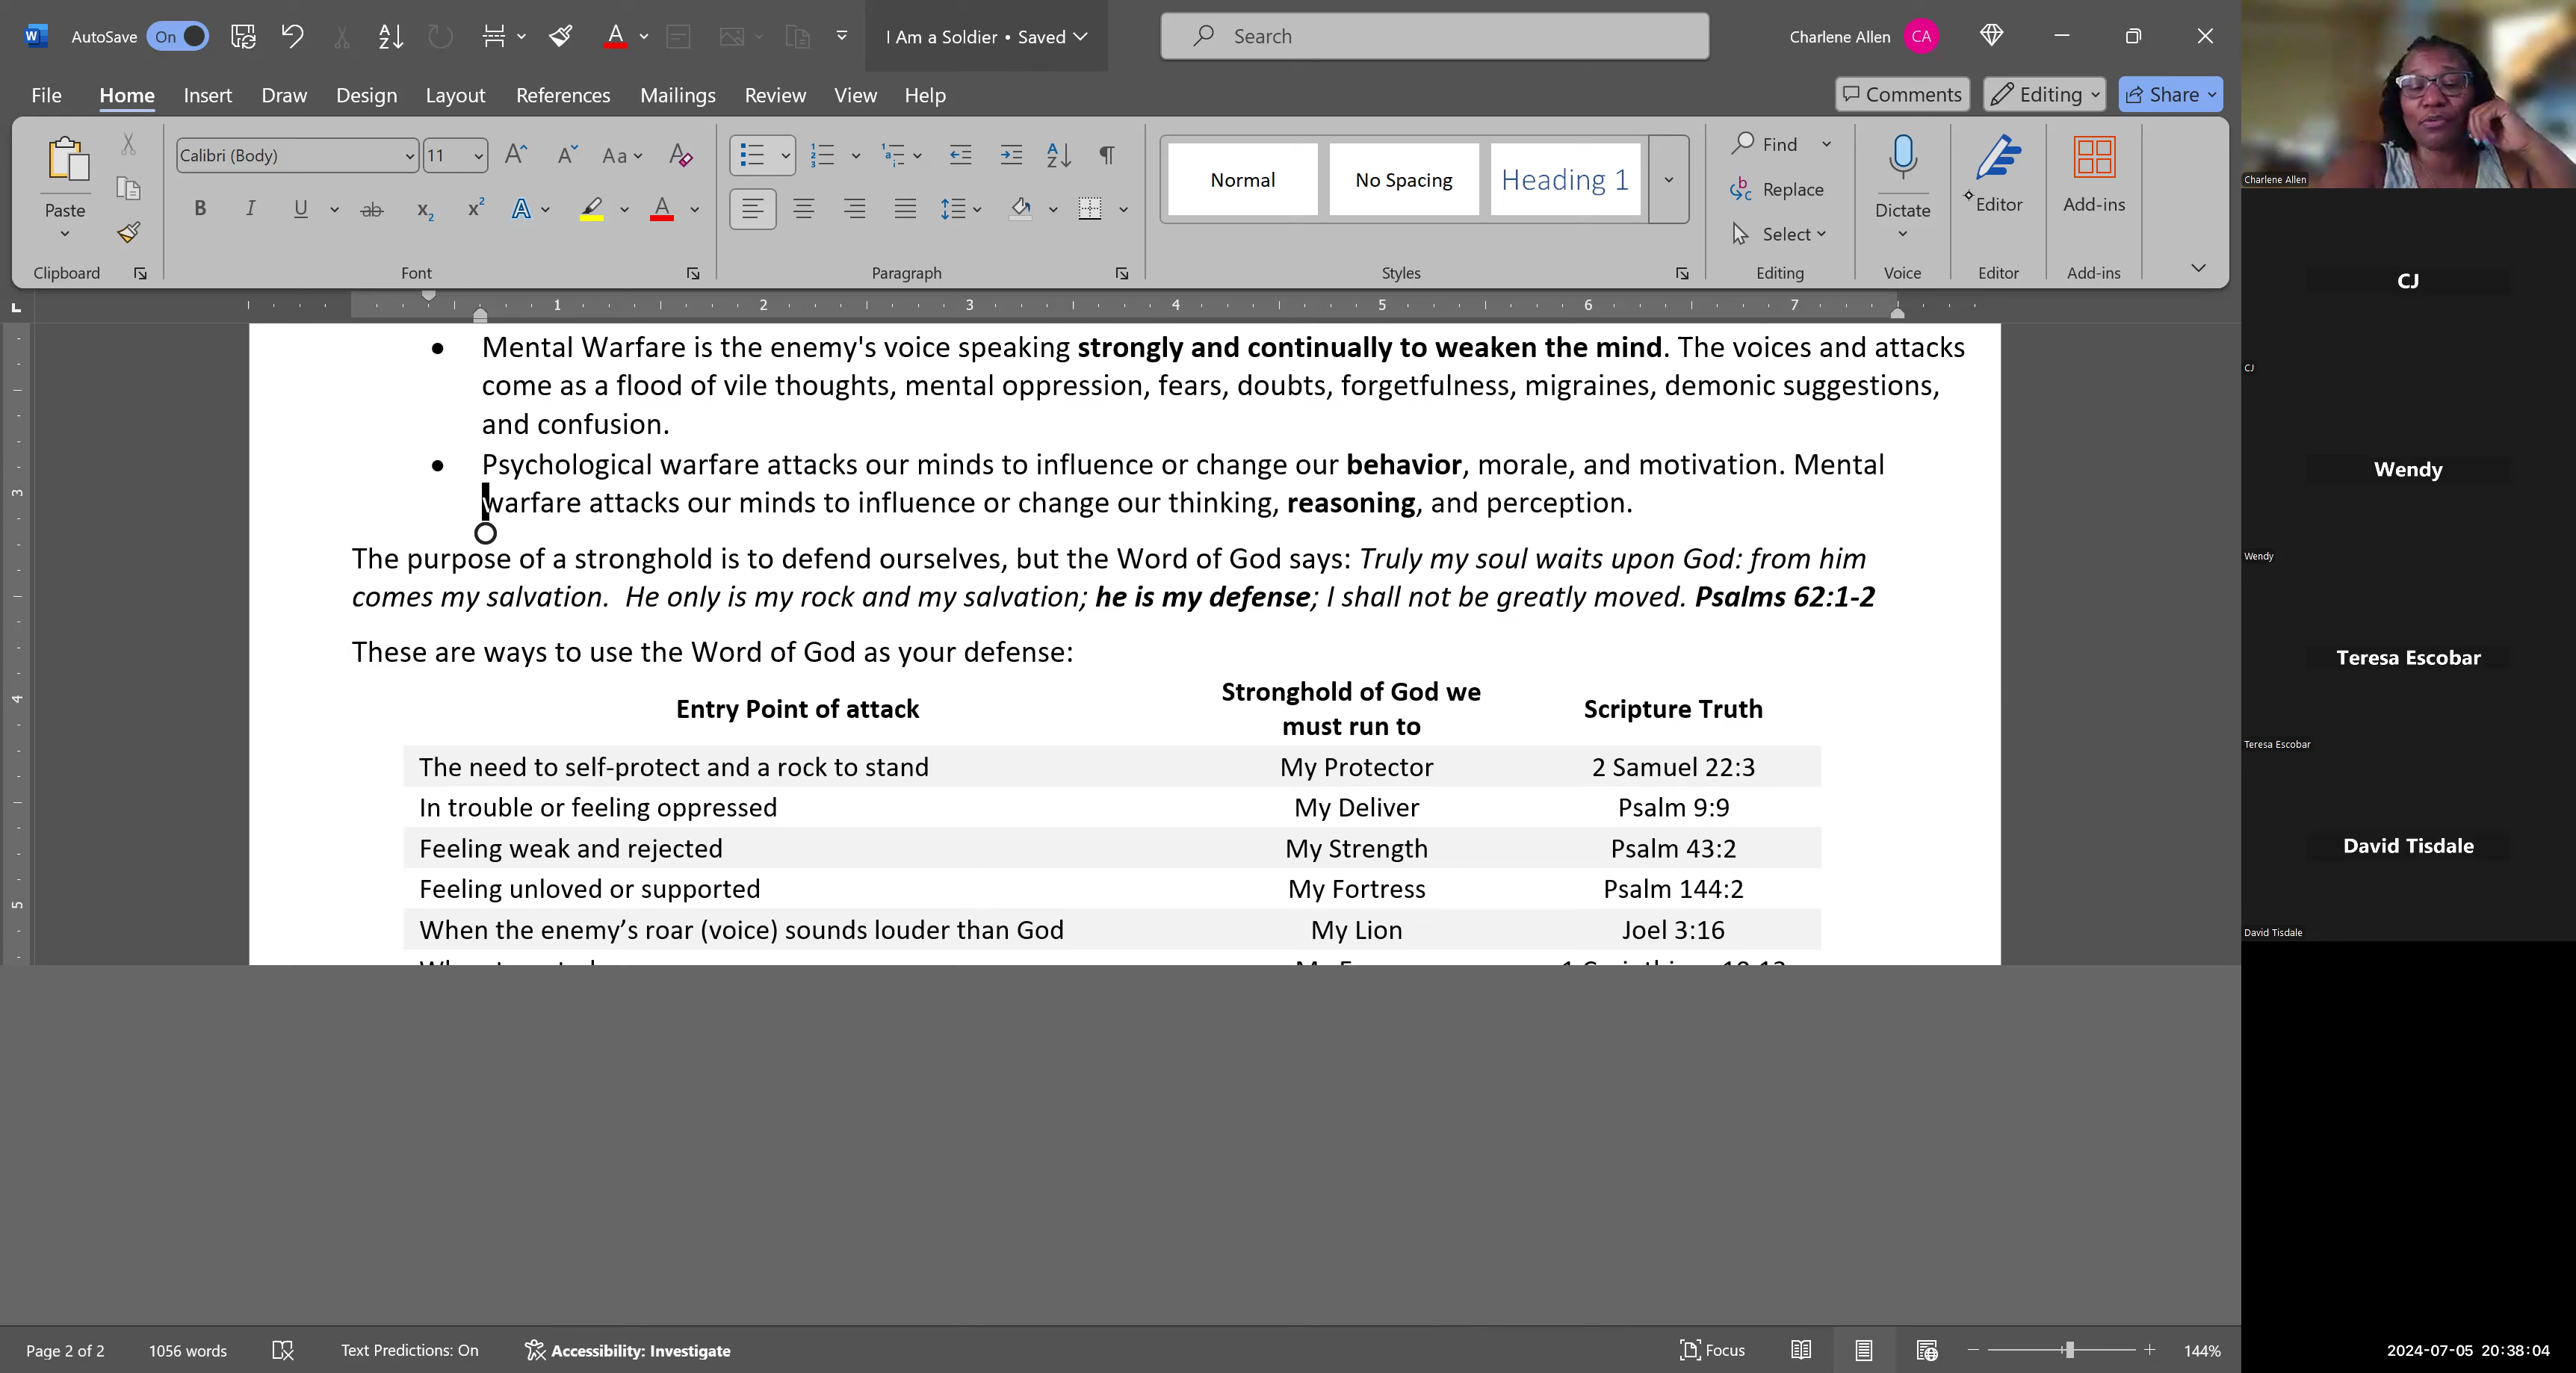 AutoSave On I Am a Soldier • Saved Search Charlene Allen CA
File Home Insert Draw Design Layout References Mailings Review View Help Comments Editing Share
Calibri (Body) 11 Aa
Normal No Spacing Heading 1
Find
Replace
Select
Paste
Dictate
Editor
Add-ins
Clipboard Font Paragraph Styles Editing Voice Editor Add-ins
1 2 3 4 5 6 7
• Mental Warfare is the enemy's voice speaking strongly and continually to weaken the mind. The voices and attacks
come as a flood of vile thoughts, mental oppression, fears, doubts, forgetfulness, migraines, demonic suggestions,
and confusion.
• Psychological warfare attacks our minds to influence or change our behavior, morale, and motivation. Mental
warfare attacks our minds to influence or change our thinking, reasoning, and perception.
The purpose of a stronghold is to defend ourselves, but the Word of God says: Truly my soul waits upon God: from him
comes my salvation.  He only is my rock and my salvation; he is my defense; I shall not be greatly moved. Psalms 62:1-2
These are ways to use the Word of God as your defense:
Entry Point of attack Stronghold of God we must run to Scripture Truth
The need to self-protect and a rock to stand My Protector 2 Samuel 22:3
In trouble or feeling oppressed My Deliver Psalm 9:9
Feeling weak and rejected My Strength Psalm 43:2
Feeling unloved or supported My Fortress Psalm 144:2
When the enemy’s roar (voice) sounds louder than God My Lion Joel 3:16
3
4
5
Page 2 of 2 1056 words Text Predictions: On Accessibility: Investigate Focus 144%
Charlene Allen
CJ
CJ
Wendy
Wendy
Teresa Escobar
Teresa Escobar
David Tisdale
David Tisdale
2024-07-05 20:38:04